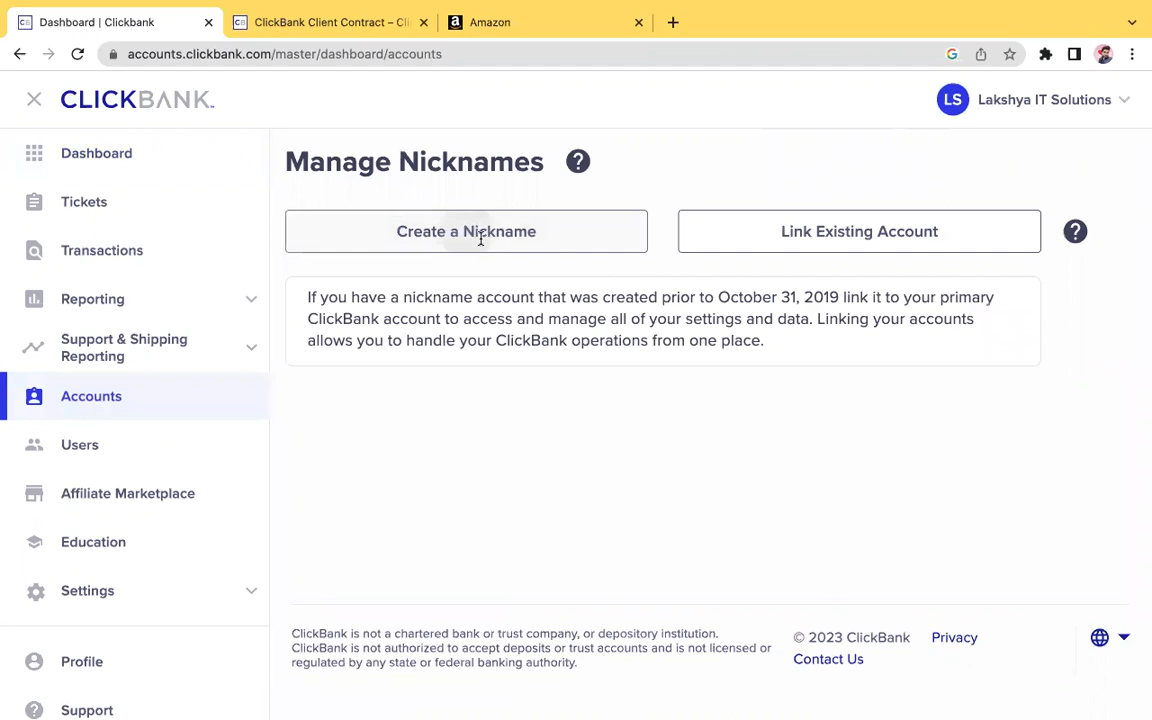 Dashboard | Clickbank
ClickBank Client Contract – Cli
Amazon
accounts.clickbank.com/master/dashboard/accounts
CLICKBANK
LS
Lakshya IT Solutions
Dashboard
Tickets
Transactions
Reporting
Support & Shipping
Reporting
Accounts
Users
Affiliate Marketplace
Education
Settings
Profile
Support
Manage Nicknames
Create a Nickname
Link Existing Account
If you have a nickname account that was created prior to October 31, 2019 link it to your primary
ClickBank account to access and manage all of your settings and data. Linking your accounts
allows you to handle your ClickBank operations from one place.
ClickBank is not a chartered bank or trust company, or depository institution.
ClickBank is not authorized to accept deposits or trust accounts and is not licensed or
regulated by any state or federal banking authority.
© 2023 ClickBank
Privacy
Contact Us